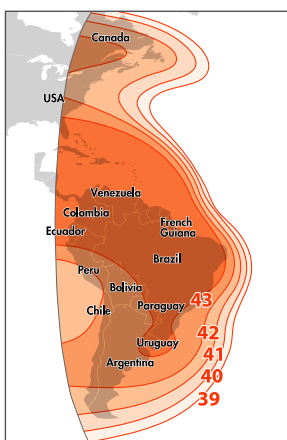 Canada
USA
Venezuela
Colombia
French
Guiana
Ecuador
Brazil
Peru
Bolivia
43
Paraguay
Chile
42
Uruguay
41
Argentina
40
39